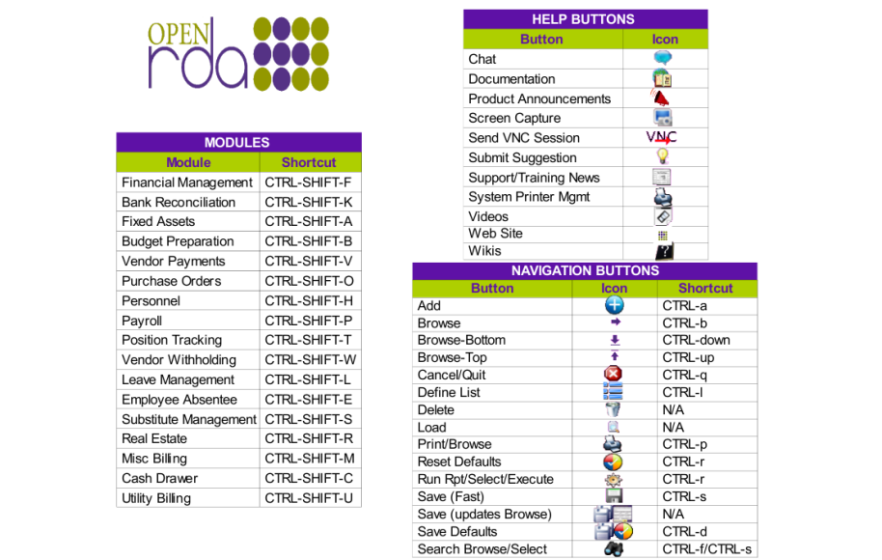 OPEN
rda
MODULES
Module Shortcut
Financial Management CTRL-SHIFT-F
Bank Reconciliation CTRL-SHIFT-K
Fixed Assets CTRL-SHIFT-A
Budget Preparation CTRL-SHIFT-B
Vendor Payments CTRL-SHIFT-V
Purchase Orders CTRL-SHIFT-O
Personnel CTRL-SHIFT-H
Payroll CTRL-SHIFT-P
Position Tracking CTRL-SHIFT-T
Vendor Withholding CTRL-SHIFT-W
Leave Management CTRL-SHIFT-L
Employee Absentee CTRL-SHIFT-E
Substitute Management CTRL-SHIFT-S
Real Estate CTRL-SHIFT-R
Misc Billing CTRL-SHIFT-M
Cash Drawer CTRL-SHIFT-C
Utility Billing CTRL-SHIFT-U
HELP BUTTONS
Button Icon
Chat
Documentation
Product Announcements
Screen Capture
Send VNC Session VNC
Submit Suggestion
Support/Training News
System Printer Mgmt
Videos
Web Site
Wikis ?
NAVIGATION BUTTONS
Button Icon Shortcut
Add CTRL-a
Browse CTRL-b
Browse-Bottom CTRL-down
Browse-Top CTRL-up
Cancel/Quit CTRL-q
Define List CTRL-l
Delete N/A
Load N/A
Print/Browse CTRL-p
Reset Defaults CTRL-r
Run Rpt/Select/Execute CTRL-r
Save (Fast) CTRL-s
Save (updates Browse) N/A
Save Defaults CTRL-d
Search Browse/Select CTRL-f/CTRL-s